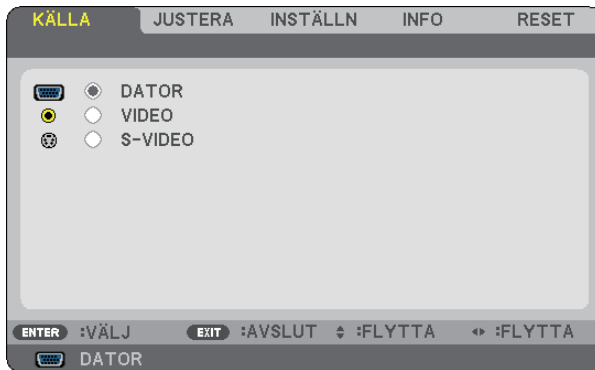 KÄLLA JUSTERA INSTÄLLN INFO RESET
DATOR
VIDEO
S-VIDEO
ENTER :VÄLJ EXIT :AVSLUT :FLYTTA :FLYTTA
DATOR